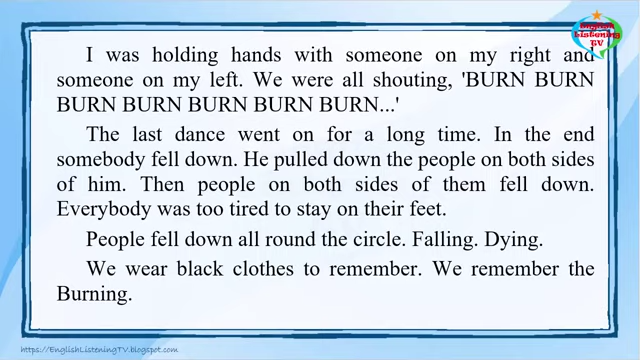 English
Listening
TV
I was holding hands with someone on my right and
someone on my left. We were all shouting, 'BURN BURN
BURN BURN BURN BURN BURN...'
The last dance went on for a long time. In the end
somebody fell down. He pulled down the people on both sides
of him. Then people on both sides of them fell down.
Everybody was too tired to stay on their feet.
People fell down all round the circle. Falling. Dying.
We wear black clothes to remember. We remember the
Burning.
https://EnglishListeningTV.blogspot.com